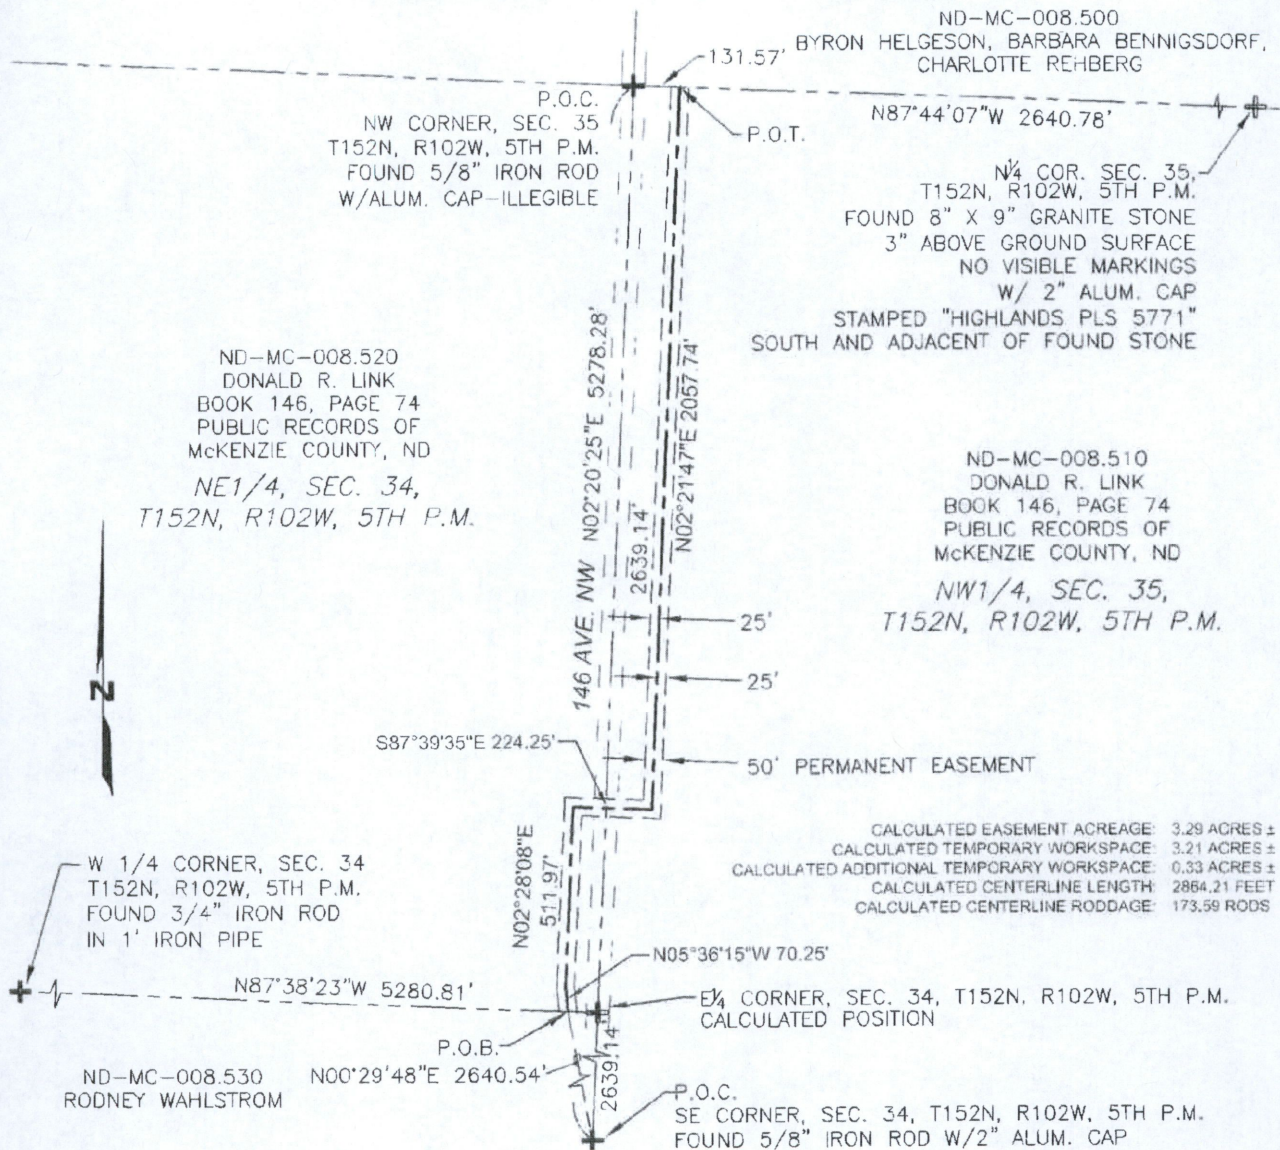 ND-MC-008.500
BYRON HELGESON, BARBARA BENNIGSDORF,
CHARLOTTE REHBERG
131.57'
P.O.C.
NW CORNER, SEC. 35
T152N, R102W, 5TH P.M.
FOUND 5/8" IRON ROD
W/ALUM. CAP-ILLEGIBLE
P.O.T.
N87°44'07"W 2640.78'
N¼ COR. SEC. 35,
T152N, R102W, 5TH P.M.
FOUND 8" X 9" GRANITE STONE
3" ABOVE GROUND SURFACE
NO VISIBLE MARKINGS
W/ 2" ALUM. CAP
STAMPED "HIGHLANDS PLS 5771"
SOUTH AND ADJACENT OF FOUND STONE
ND-MC-008.520
DONALD R. LINK
BOOK 146, PAGE 74
PUBLIC RECORDS OF
McKENZIE COUNTY, ND
NE1/4, SEC. 34,
T152N, R102W, 5TH P.M.
146 AVE. NW N02°20'25"E 5278.28'
2639.14'
N02°21'47"E 2057.74'
ND-MC-008.510
DONALD R. LINK
BOOK 146, PAGE 74
PUBLIC RECORDS OF
McKENZIE COUNTY, ND
NW1/4, SEC. 35,
T152N, R102W, 5TH P.M.
N
25'
25'
S87°39'35"E 224.25'
50' PERMANENT EASEMENT
CALCULATED EASEMENT ACREAGE: 3.29 ACRES ±
CALCULATED TEMPORARY WORKSPACE: 3.21 ACRES ±
CALCULATED ADDITIONAL TEMPORARY WORKSPACE: 0.33 ACRES ±
CALCULATED CENTERLINE LENGTH: 2864.21 FEET
CALCULATED CENTERLINE RODDAGE: 173.59 RODS
W 1/4 CORNER, SEC. 34
T152N, R102W, 5TH P.M.
FOUND 3/4" IRON ROD
IN 1' IRON PIPE
N02°28'08"E
511.97'
N05°36'15"W 70.25'
N87°38'23"W 5280.81'
E¼ CORNER, SEC. 34, T152N, R102W, 5TH P.M.
CALCULATED POSITION
P.O.B.
N00°29'48"E 2640.54'
2639.14'
ND-MC-008.530
RODNEY WAHLSTROM
P.O.C.
SE CORNER, SEC. 34, T152N, R102W, 5TH P.M.
FOUND 5/8" IRON ROD W/2" ALUM. CAP